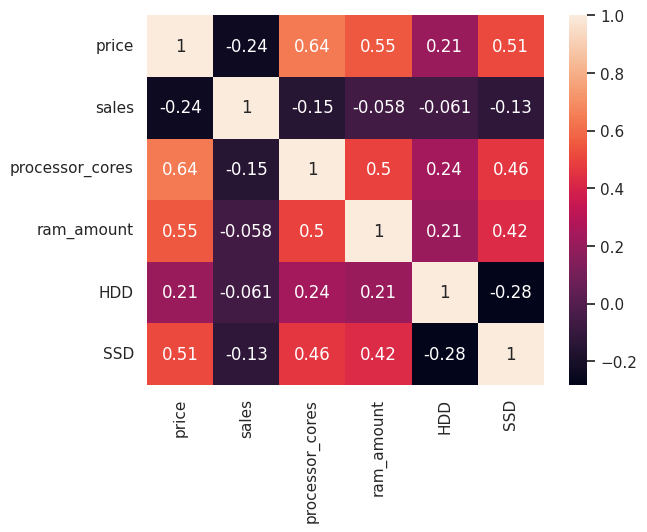 price 1 -0.24 0.64 0.55 0.21 0.51
sales -0.24 1 -0.15 -0.058 -0.061 -0.13
processor_cores 0.64 -0.15 1 0.5 0.24 0.46
ram_amount 0.55 -0.058 0.5 1 0.21 0.42
HDD 0.21 -0.061 0.24 0.21 1 -0.28
SSD 0.51 -0.13 0.46 0.42 -0.28 1
price sales processor_cores ram_amount HDD SSD
1.0
0.8
0.6
0.4
0.2
0.0
−0.2